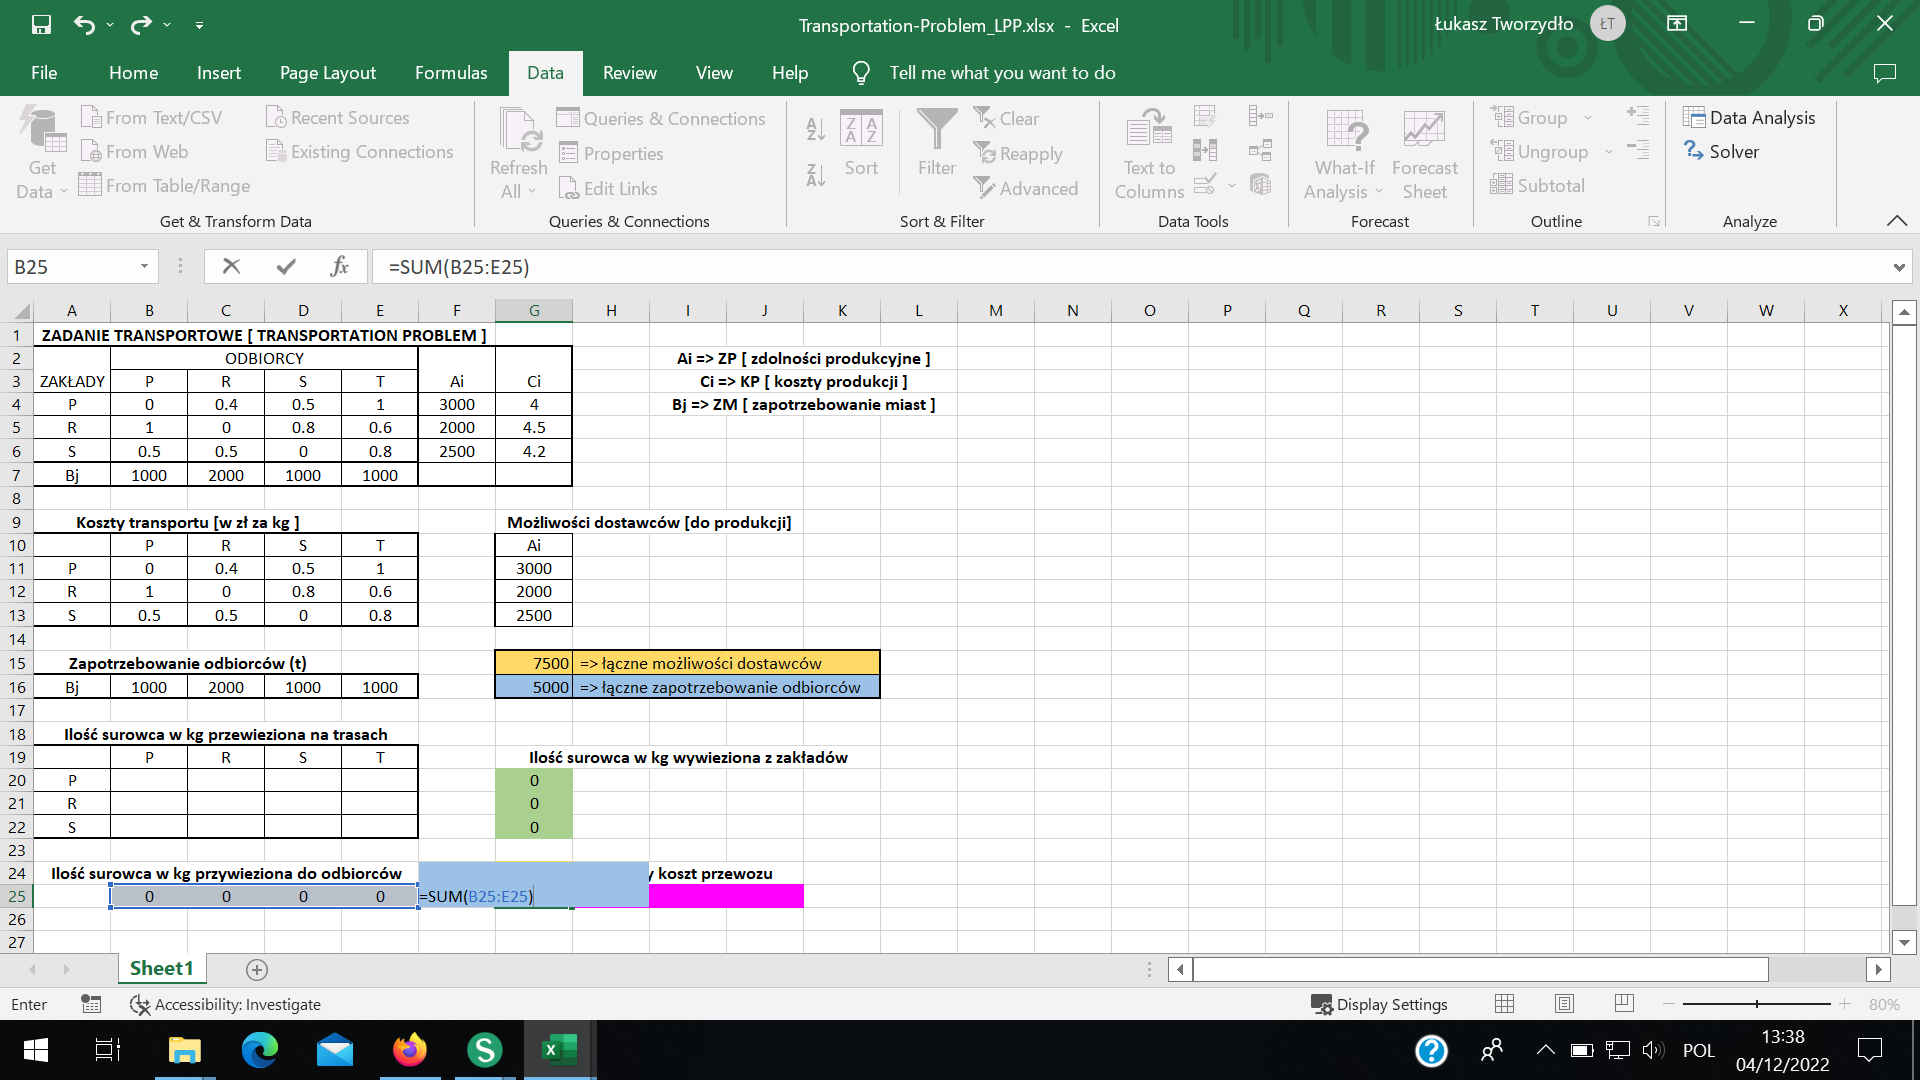 Transportation-Problem_LPP.xlsx - Excel
Łukasz Tworzydło ŁT
File Home Insert Page Layout Formulas Data Review View Help Tell me what you want to do
Get Data
From Text/CSV
From Web
From Table/Range
Recent Sources
Existing Connections
Get & Transform Data
Refresh All
Queries & Connections
Properties
Edit Links
Queries & Connections
Sort
Filter
Clear
Reapply
Advanced
Sort & Filter
Text to Columns
Data Tools
What-If Analysis
Forecast Sheet
Forecast
Group
Ungroup
Subtotal
Outline
Data Analysis
Solver
Analyze
B25 fx =SUM(B25:E25)
A B C D E F G H I J K L M N O P Q R S T U V W X
1 ZADANIE TRANSPORTOWE [ TRANSPORTATION PROBLEM ]
2 ODBIORCY Ai => ZP [ zdolności produkcyjne ]
3 ZAKŁADY P R S T Ai Ci Ci => KP [ koszty produkcji ]
4 P 0 0.4 0.5 1 3000 4 Bj => ZM [ zapotrzebowanie miast ]
5 R 1 0 0.8 0.6 2000 4.5
6 S 0.5 0.5 0 0.8 2500 4.2
7 Bj 1000 2000 1000 1000
8
9 Koszty transportu [w zł za kg ] Możliwości dostawców [do produkcji]
10 P R S T Ai
11 P 0 0.4 0.5 1 3000
12 R 1 0 0.8 0.6 2000
13 S 0.5 0.5 0 0.8 2500
14
15 Zapotrzebowanie odbiorców (t) 7500 => łączne możliwości dostawców
16 Bj 1000 2000 1000 1000 5000 => łączne zapotrzebowanie odbiorców
17
18 Ilość surowca w kg przewieziona na trasach
19 P R S T Ilość surowca w kg wywieziona z zakładów
20 P 0
21 R 0
22 S 0
23
24 Ilość surowca w kg przywieziona do odbiorców koszt przewozu
25 0 0 0 0 =SUM(B25:E25)
26
27
Sheet1
Enter Accessibility: Investigate Display Settings 80%
POL 13:38
04/12/2022